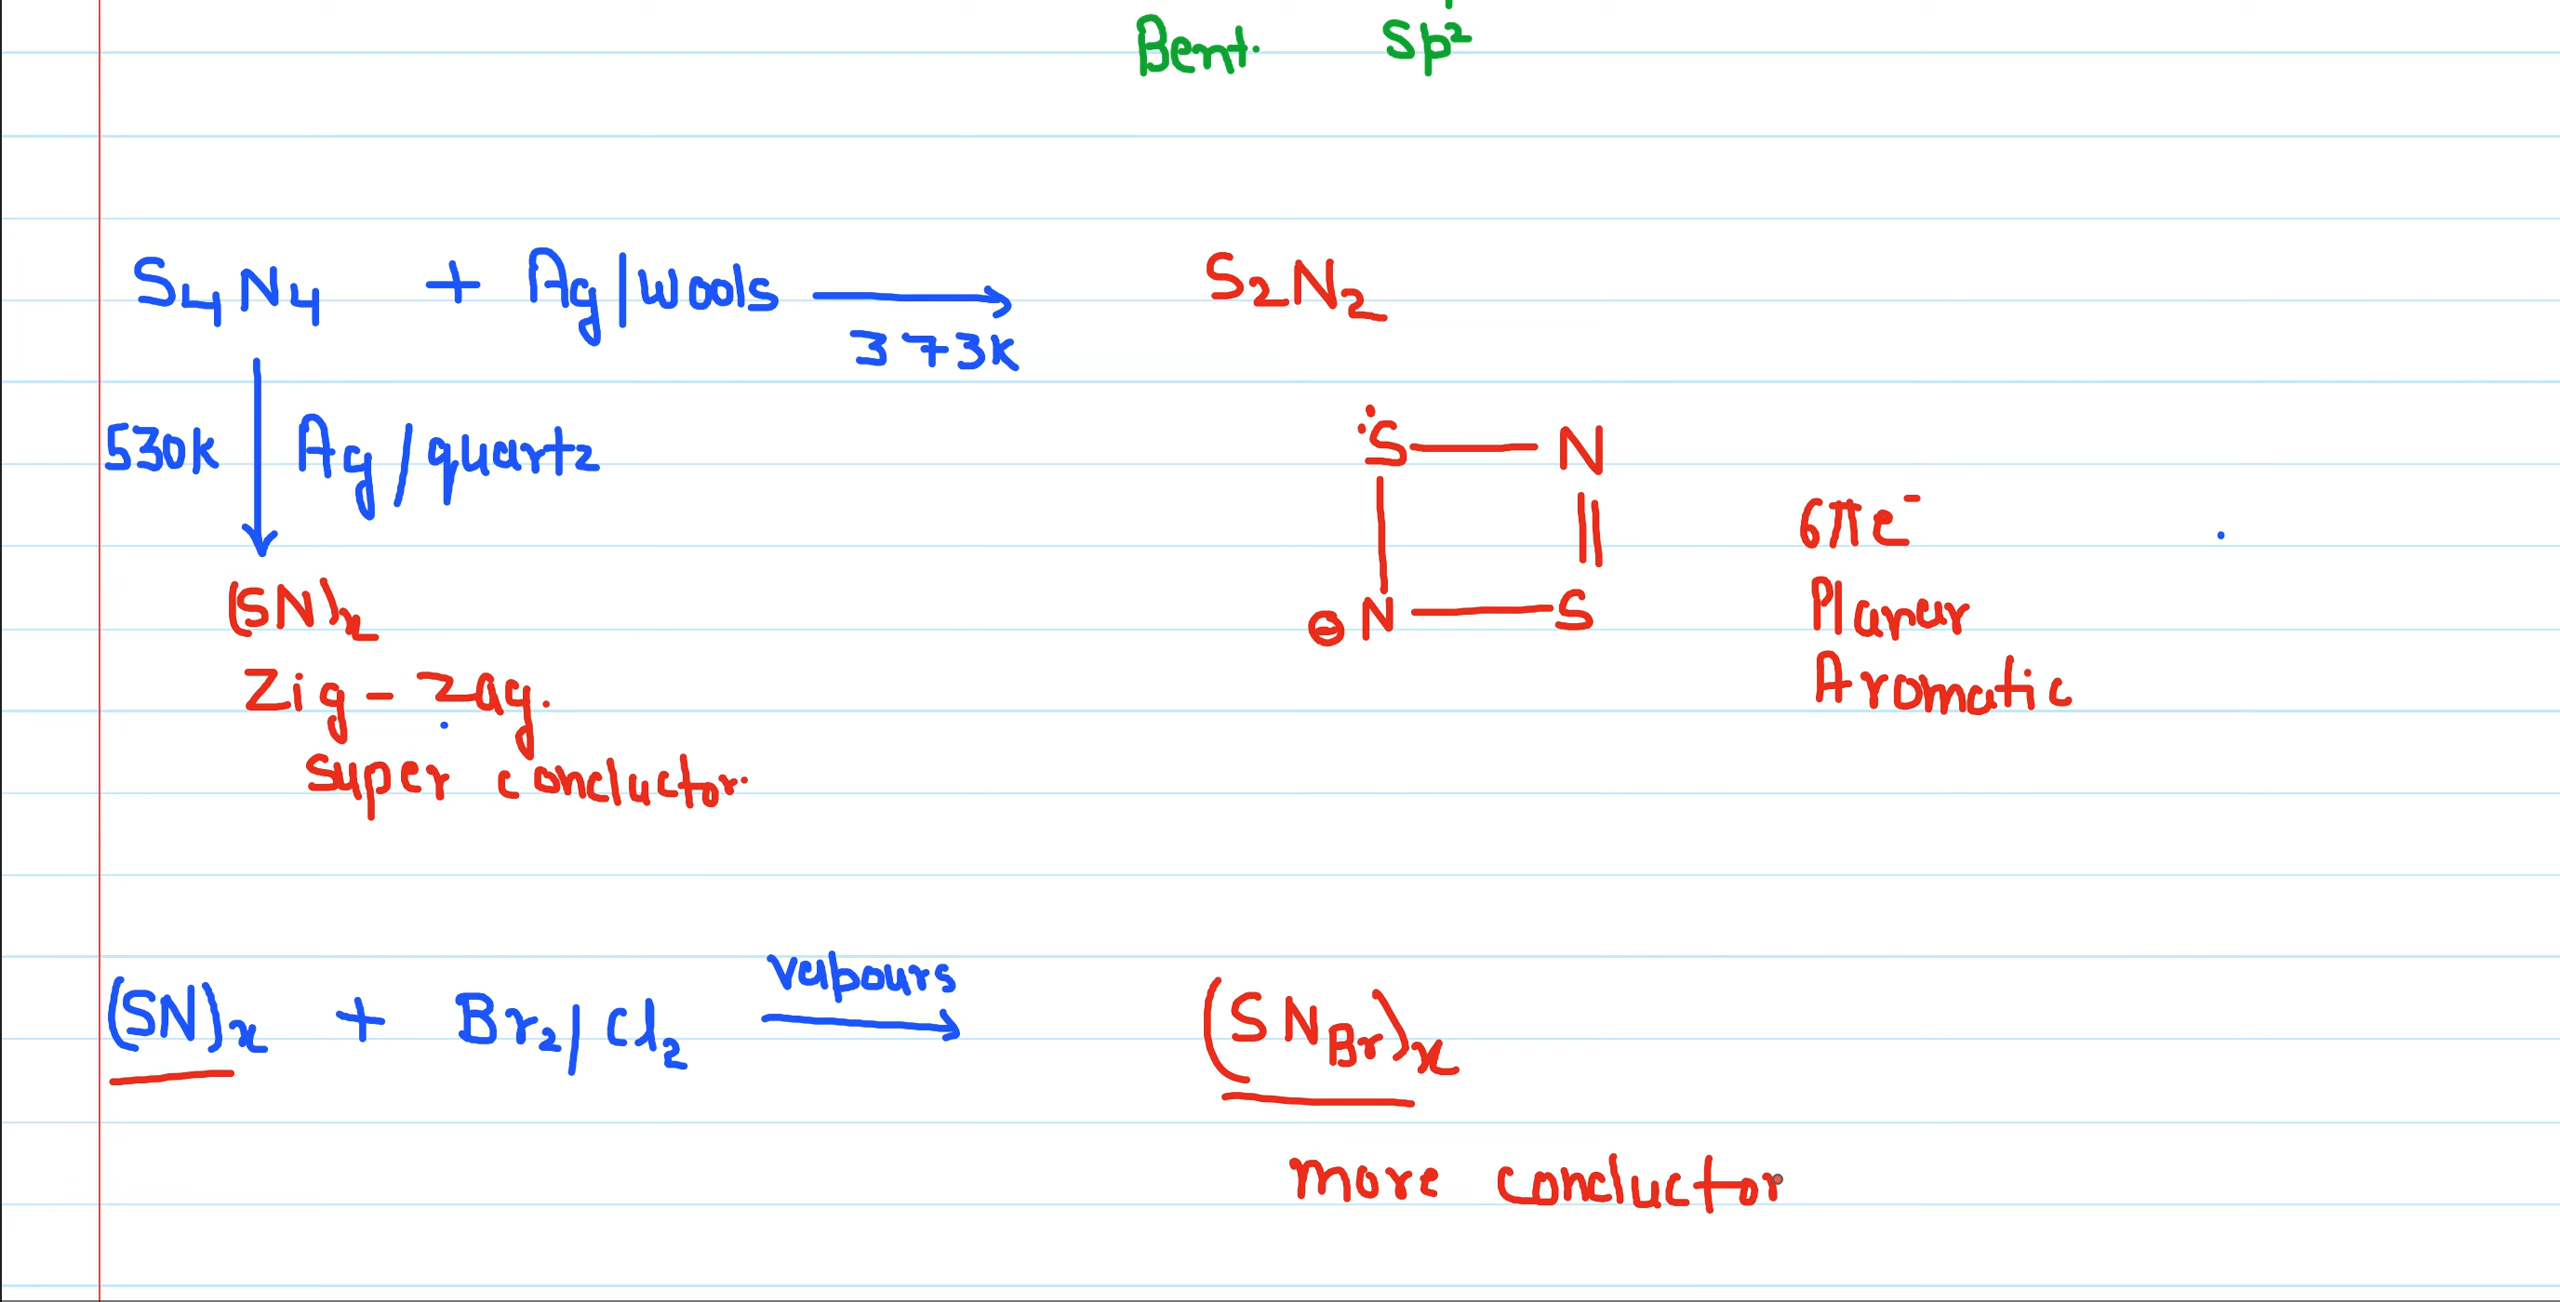 Bent. Sp²
S₄N₄ + Ag/Wools ⟶ S₂N₂
373K
530K Ag/quartz
:S — N
||
⊖ N — S
6πe⁻
Planar
Aromatic
(SN)ₓ
Zig-zag.
Super conductor.
(SN)ₓ + Br₂/Cl₂ ⟶ (SNBr)ₓ
vapours
more conductor